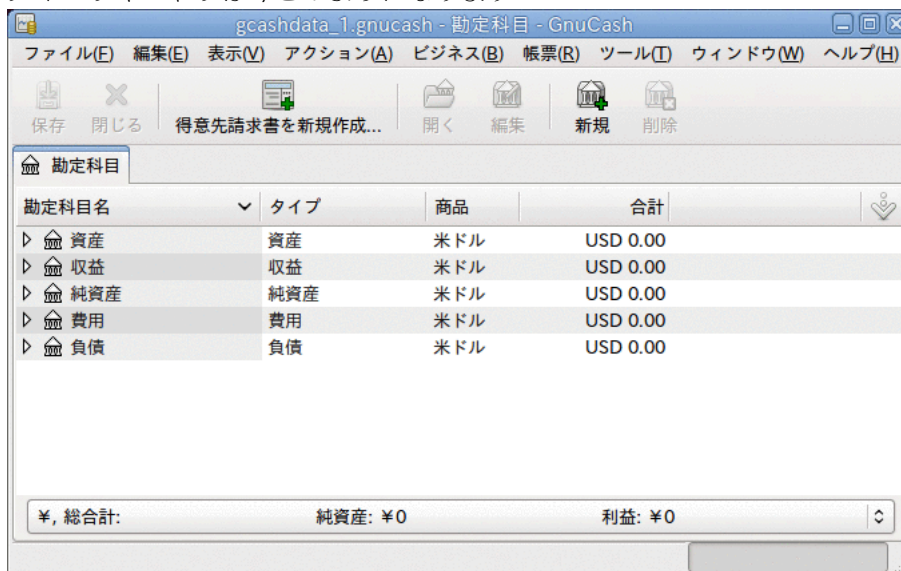 gcashdata_1.gnucash - 勘定科目 - GnuCash
ファイル(F) 編集(E) 表示(V) アクション(A) ビジネス(B) 帳票(R) ツール(T) ウィンドウ(W) ヘルプ(H)
保存 閉じる 得意先請求書を新規作成... 開く 編集 新規 削除
勘定科目
勘定科目名 タイプ 商品 合計
資産 資産 米ドル USD 0.00
収益 収益 米ドル USD 0.00
純資産 純資産 米ドル USD 0.00
費用 費用 米ドル USD 0.00
負債 負債 米ドル USD 0.00
¥, 総合計: 純資産: ¥0 利益: ¥0